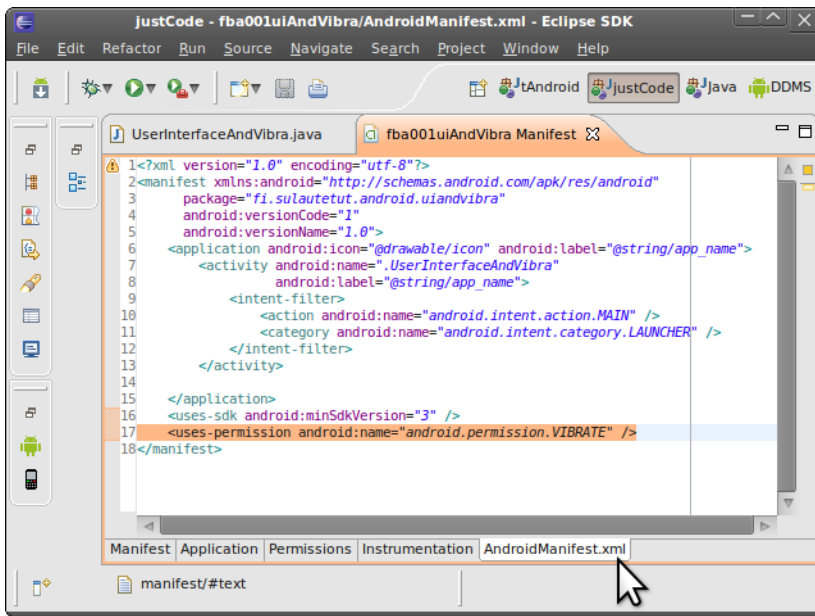 justCode - fba001uiAndVibra/AndroidManifest.xml - Eclipse SDK
File Edit Refactor Run Source Navigate Search Project Window Help
JtAndroid JjustCode JJava DDMS
UserInterfaceAndVibra.java fba001uiAndVibra Manifest
1 <?xml version="1.0" encoding="utf-8"?>
2 <manifest xmlns:android="http://schemas.android.com/apk/res/android"
3 package="fi.sulautetut.android.uiandvibra"
4 android:versionCode="1"
5 android:versionName="1.0">
6 <application android:icon="@drawable/icon" android:label="@string/app_name">
7 <activity android:name=".UserInterfaceAndVibra"
8 android:label="@string/app_name">
9 <intent-filter>
10 <action android:name="android.intent.action.MAIN" />
11 <category android:name="android.intent.category.LAUNCHER" />
12 </intent-filter>
13 </activity>
14
15 </application>
16 <uses-sdk android:minSdkVersion="3" />
17 <uses-permission android:name="android.permission.VIBRATE" />
18 </manifest>
Manifest Application Permissions Instrumentation AndroidManifest.xml
manifest/#text